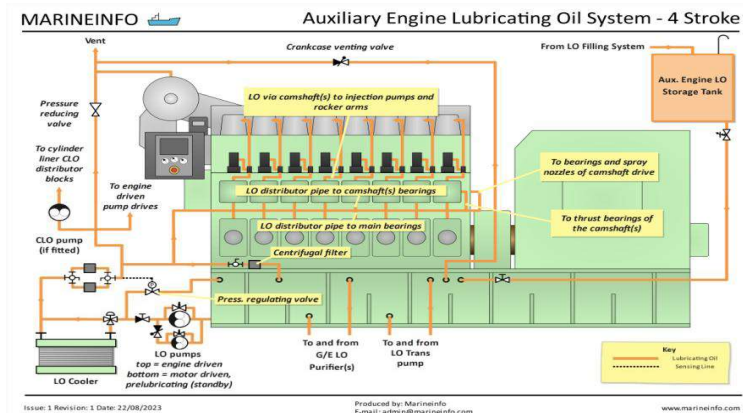 MARINEINFO
Auxiliary Engine Lubricating Oil System - 4 Stroke
Vent
Crankcase venting valve
From LO Filling System
Aux. Engine LO
Storage Tank
LO via camshaft(s) to injection pumps and
rocker arms
Pressure
reducing
valve
To cylinder
liner CLO
distributor
blocks
To engine
driven
pump drives
LO distributor pipe to camshaft(s) bearings
To bearings and spray
nozzles of camshaft drive
LO distributor pipe to main bearings
To thrust bearings of
the camshaft(s)
CLO pump
(if fitted)
Centrifugal filter
Press. regulating valve
P
LO Cooler
LO pumps
top = engine driven
bottom = motor driven,
prelubricating (standby)
To and from
G/E LO
Purifier(s)
To and from
LO Trans
pump
Key
Lubricating Oil
Sensing Line
Issue: 1 Revision: 1 Date: 22/08/2023
Produced by: Marineinfo
E-mail: admin@marineinfo.com
www.marineinfo.com